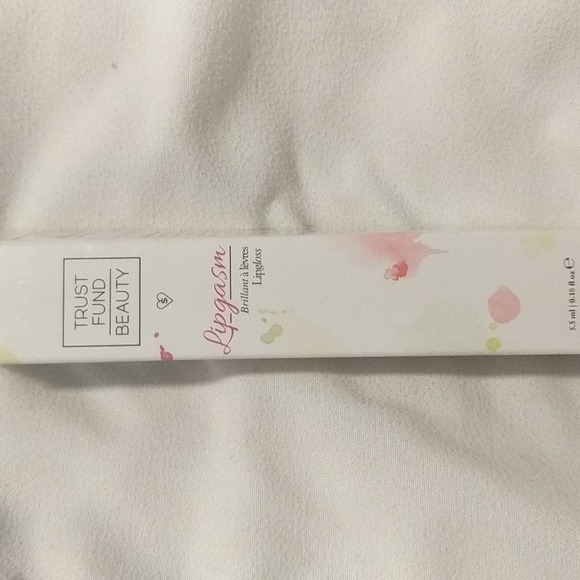 TRUST
FUND
BEAUTY
$
Lipgasm
Brillant à lèvres
Lipgloss
5.5 ml | 0.18 fl oz ℮